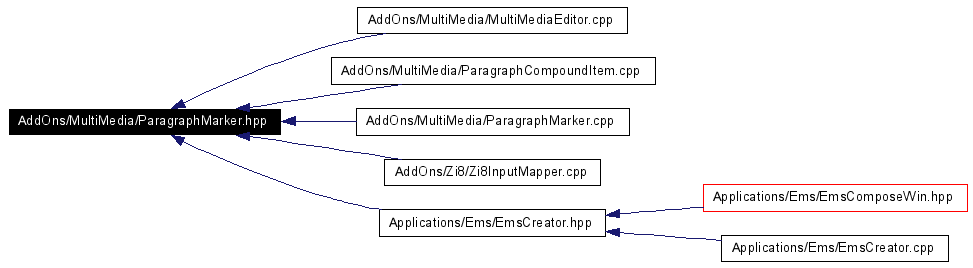 AddOns/MultiMedia/MultiMediaEditor.cpp
AddOns/MultiMedia/ParagraphCompoundItem.cpp
AddOns/MultiMedia/ParagraphMarker.hpp
AddOns/MultiMedia/ParagraphMarker.cpp
AddOns/Zi8/Zi8InputMapper.cpp
Applications/Ems/EmsComposeWin.hpp
Applications/Ems/EmsCreator.hpp
Applications/Ems/EmsCreator.cpp